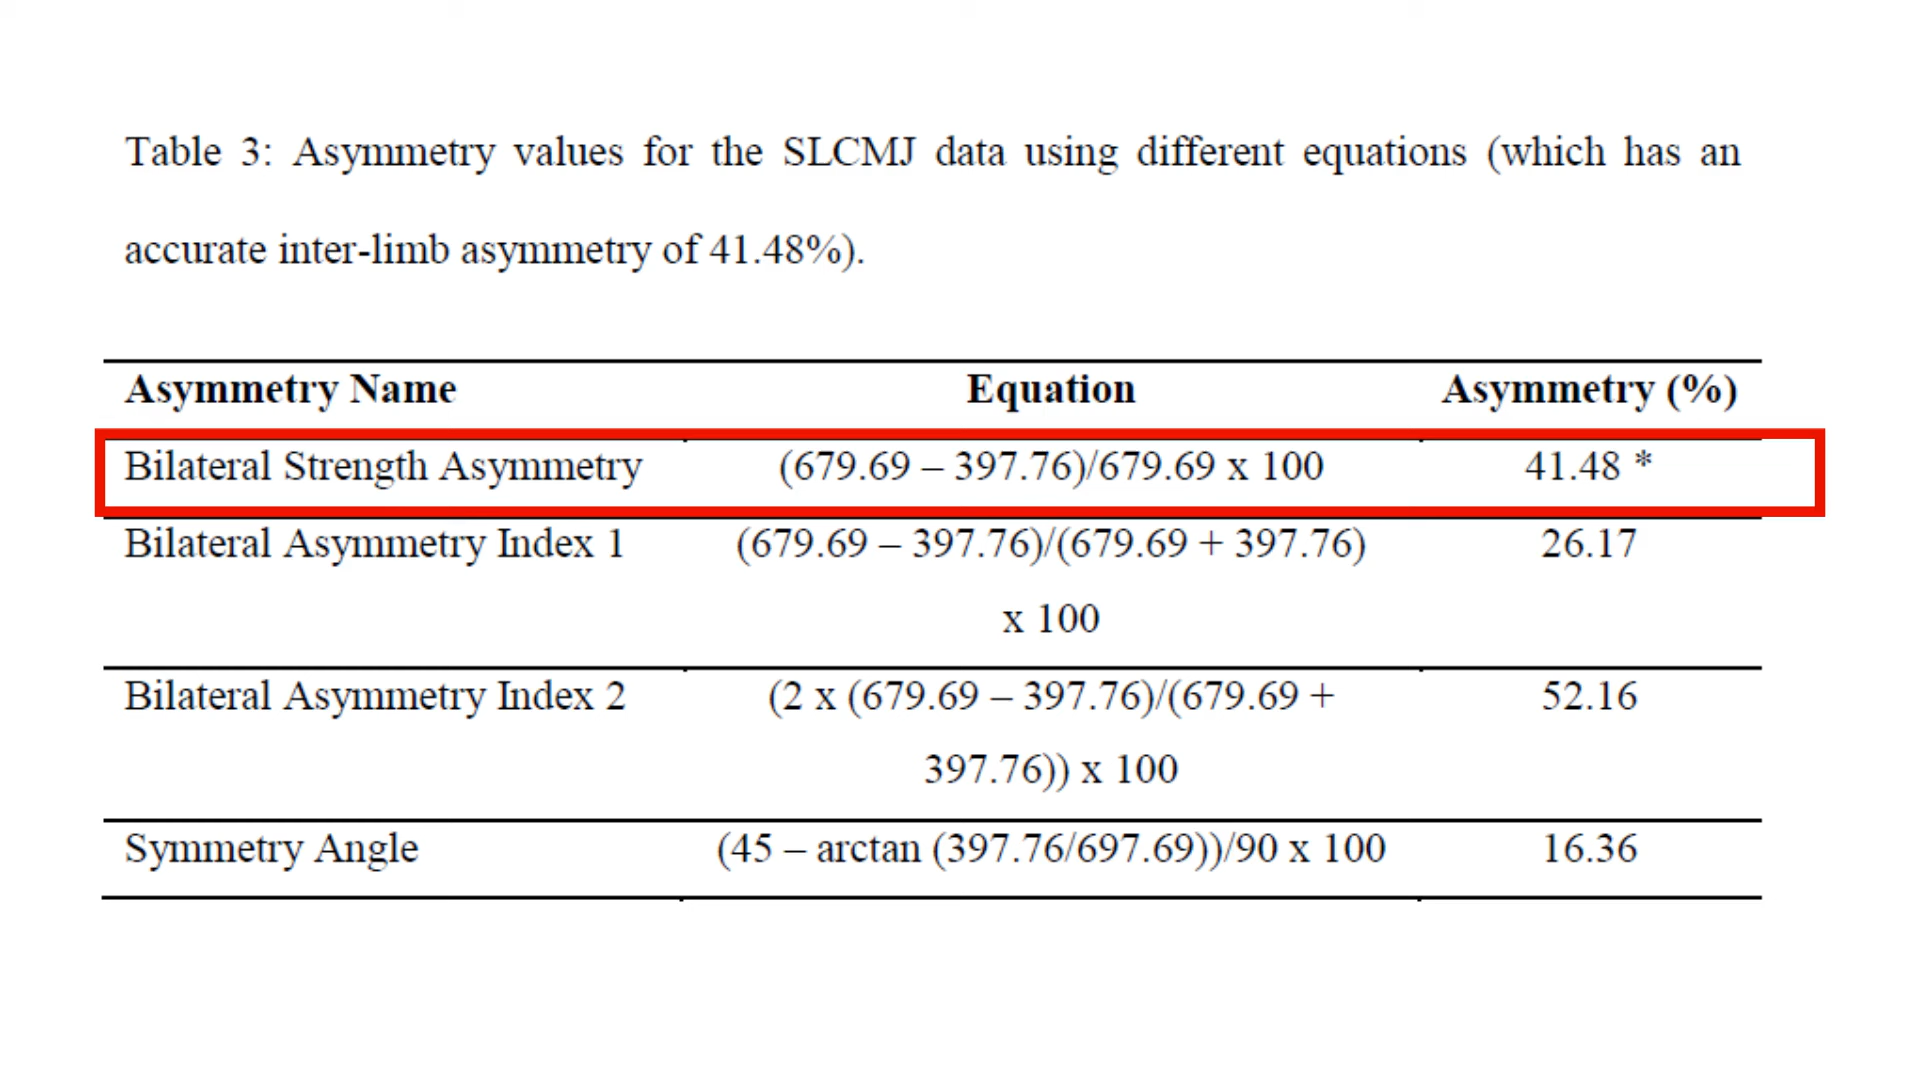 Table 3: Asymmetry values for the SLCMJ data using different equations (which has an
accurate inter-limb asymmetry of 41.48%).
Asymmetry Name Equation Asymmetry (%)
Bilateral Strength Asymmetry (679.69 – 397.76)/679.69 x 100 41.48 *
Bilateral Asymmetry Index 1 (679.69 – 397.76)/(679.69 + 397.76) 26.17
x 100
Bilateral Asymmetry Index 2 (2 x (679.69 – 397.76)/(679.69 + 52.16
397.76)) x 100
Symmetry Angle (45 – arctan (397.76/697.69))/90 x 100 16.36